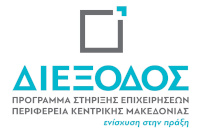 ΔΙΕΞΟΔΟΣ
ΠΡΟΓΡΑΜΜΑ ΣΤΗΡΙΞΗΣ ΕΠΙΧΕΙΡΗΣΕΩΝ
ΠΕΡΙΦΕΡΕΙΑ ΚΕΝΤΡΙΚΗΣ ΜΑΚΕΔΟΝΙΑΣ
ενίσχυση στην πράξη